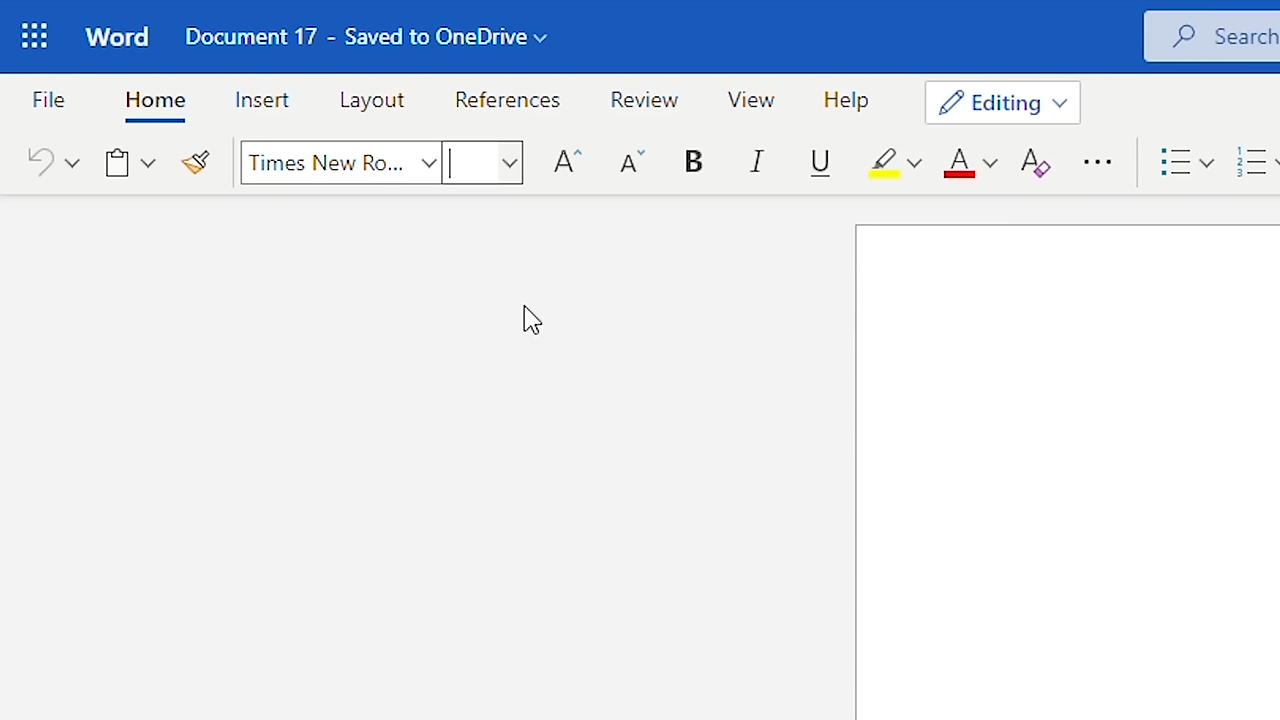 Word Document 17 - Saved to OneDrive Search
File Home Insert Layout References Review View Help Editing
Times New Ro... A A B I U A A